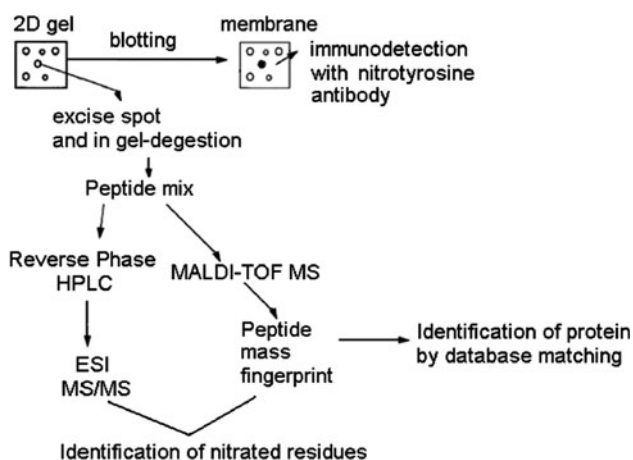 2D gel
blotting
membrane
immunodetection
with nitrotyrosine
antibody
excise spot
and in gel-degestion
Peptide mix
Reverse Phase
HPLC
MALDI-TOF MS
ESI
MS/MS
Peptide
mass
fingerprint
Identification of protein
by database matching
Identification of nitrated residues